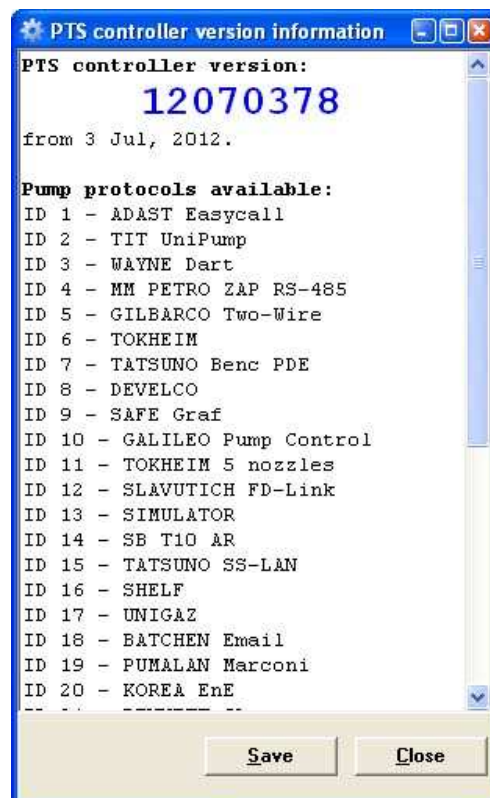 PTS controller version information
PTS controller version:
12070378
from 3 Jul, 2012.
Pump protocols available:
ID 1 - ADAST Easycall
ID 2 - TIT UniPump
ID 3 - WAYNE Dart
ID 4 - MM PETRO ZAP RS-485
ID 5 - GILBARCO Two-Wire
ID 6 - TOKHEIM
ID 7 - TATSUNO Benc PDE
ID 8 - DEVELCO
ID 9 - SAFE Graf
ID 10 - GALILEO Pump Control
ID 11 - TOKHEIM 5 nozzles
ID 12 - SLAVUTICH FD-Link
ID 13 - SIMULATOR
ID 14 - SB T10 AR
ID 15 - TATSUNO SS-LAN
ID 16 - SHELF
ID 17 - UNIGAZ
ID 18 - BATCHEN Email
ID 19 - PUMALAN Marconi
ID 20 - KOREA EnE
Save
Close